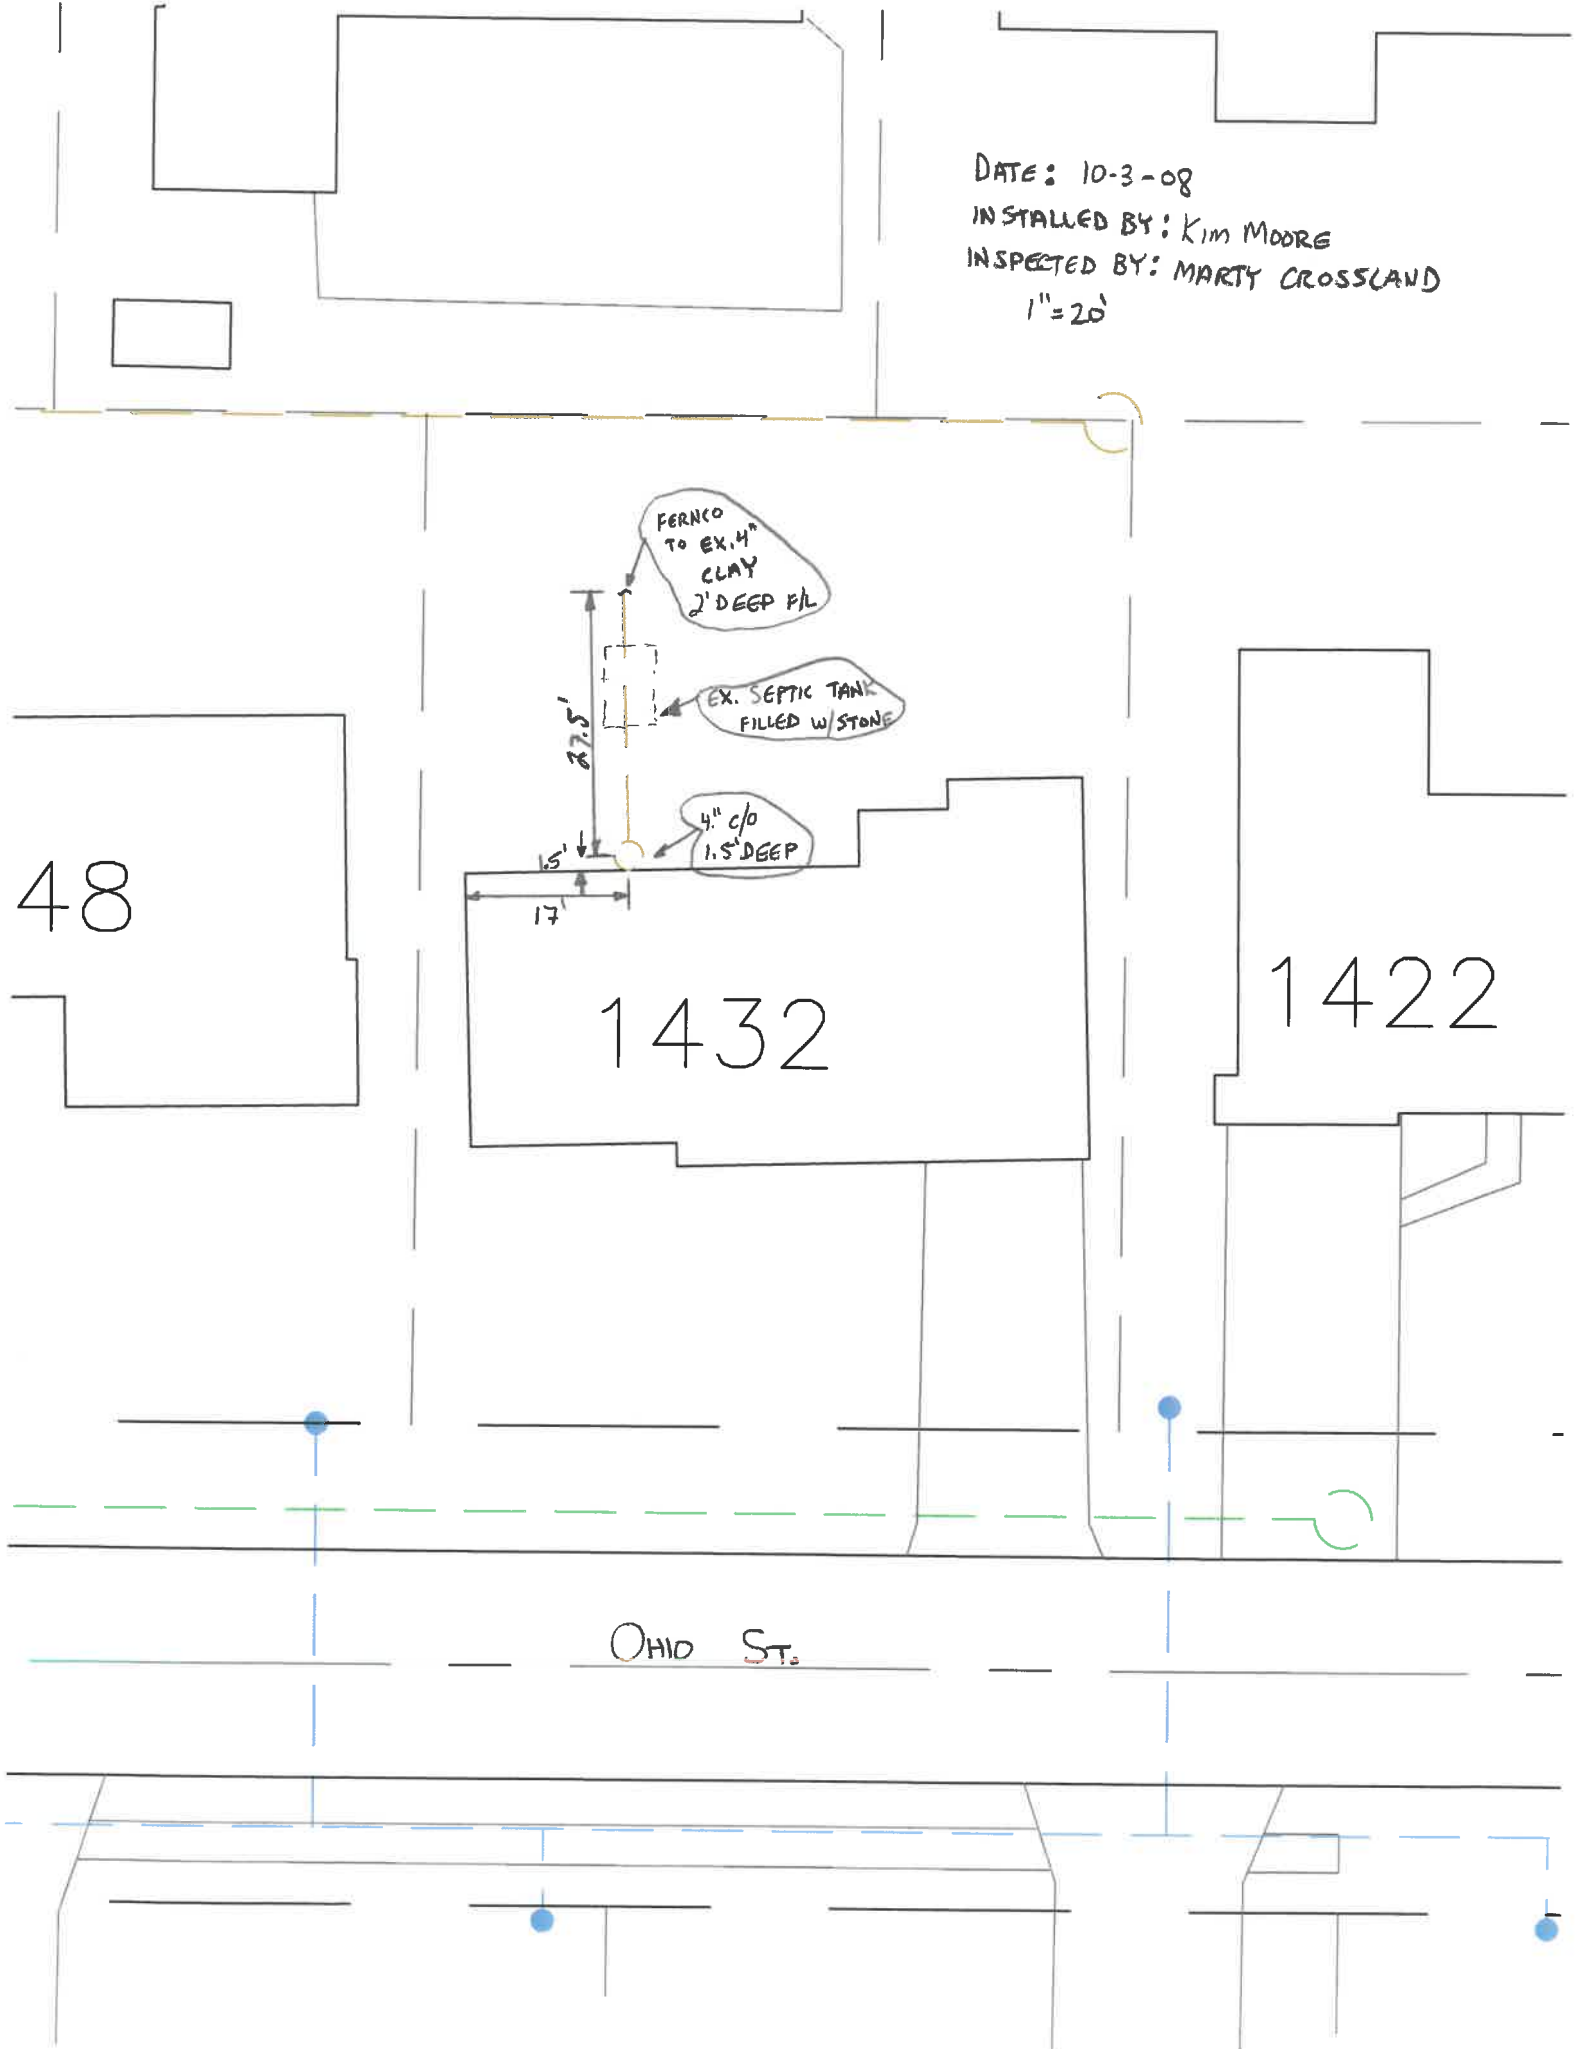 DATE: 10-3-08
INSTALLED BY: Kim MOORE
INSPECTED BY: MARTY CROSSLAND
1"=20'
FERNCO
TO EX. 4"
CLAY
2' DEEP F/L
EX. SEPTIC TANK
FILLED W/STONE
27.5'
4" c/o
1.5' DEEP
1.5'
17'
48
1432
1422
OHIO ST.